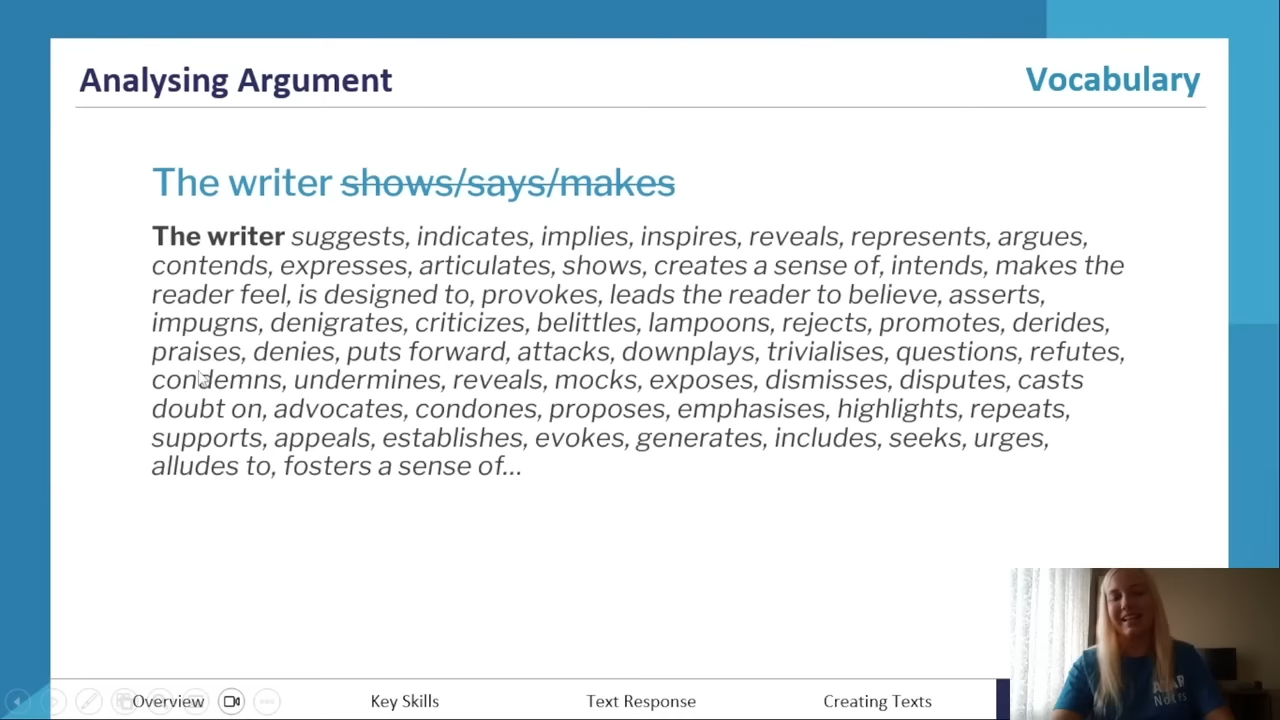 Analysing Argument
Vocabulary
The writer shows/says/makes
The writer suggests, indicates, implies, inspires, reveals, represents, argues,
contends, expresses, articulates, shows, creates a sense of, intends, makes the
reader feel, is designed to, provokes, leads the reader to believe, asserts,
impugns, denigrates, criticizes, belittles, lampoons, rejects, promotes, derides,
praises, denies, puts forward, attacks, downplays, trivialises, questions, refutes,
condemns, undermines, reveals, mocks, exposes, dismisses, disputes, casts
doubt on, advocates, condones, proposes, emphasises, highlights, repeats,
supports, appeals, establishes, evokes, generates, includes, seeks, urges,
alludes to, fosters a sense of...
Overview
Key Skills
Text Response
Creating Texts